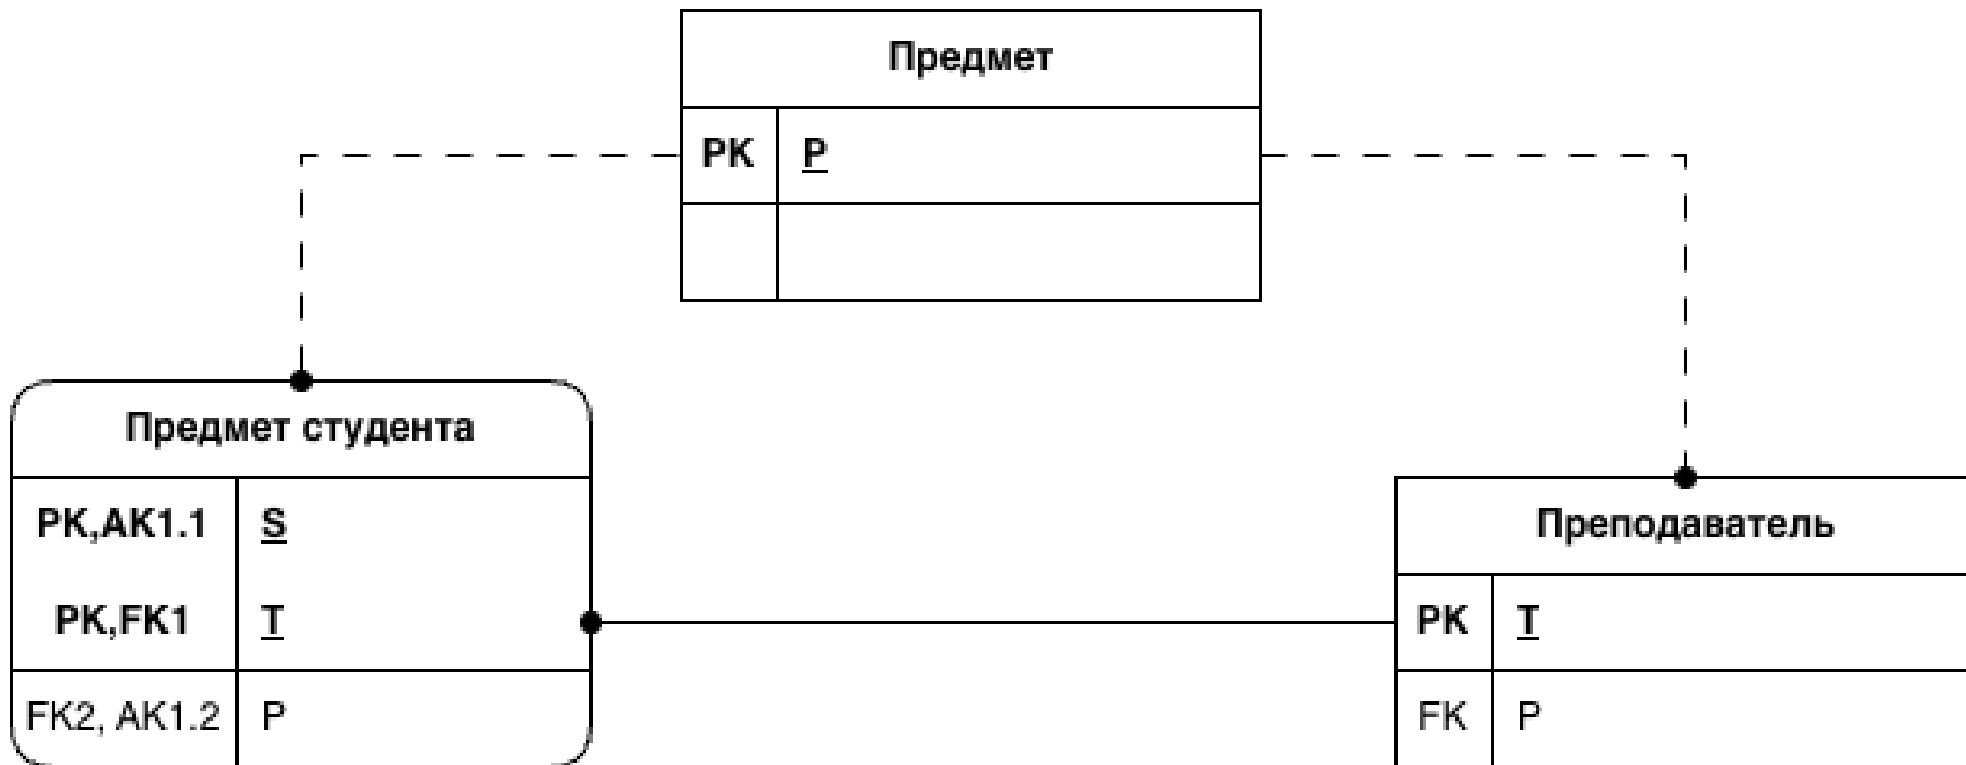 Предмет
PK P
Предмет студента
PK,AK1.1 S
PK,FK1 T
FK2, AK1.2 P
Преподаватель
PK T
FK P